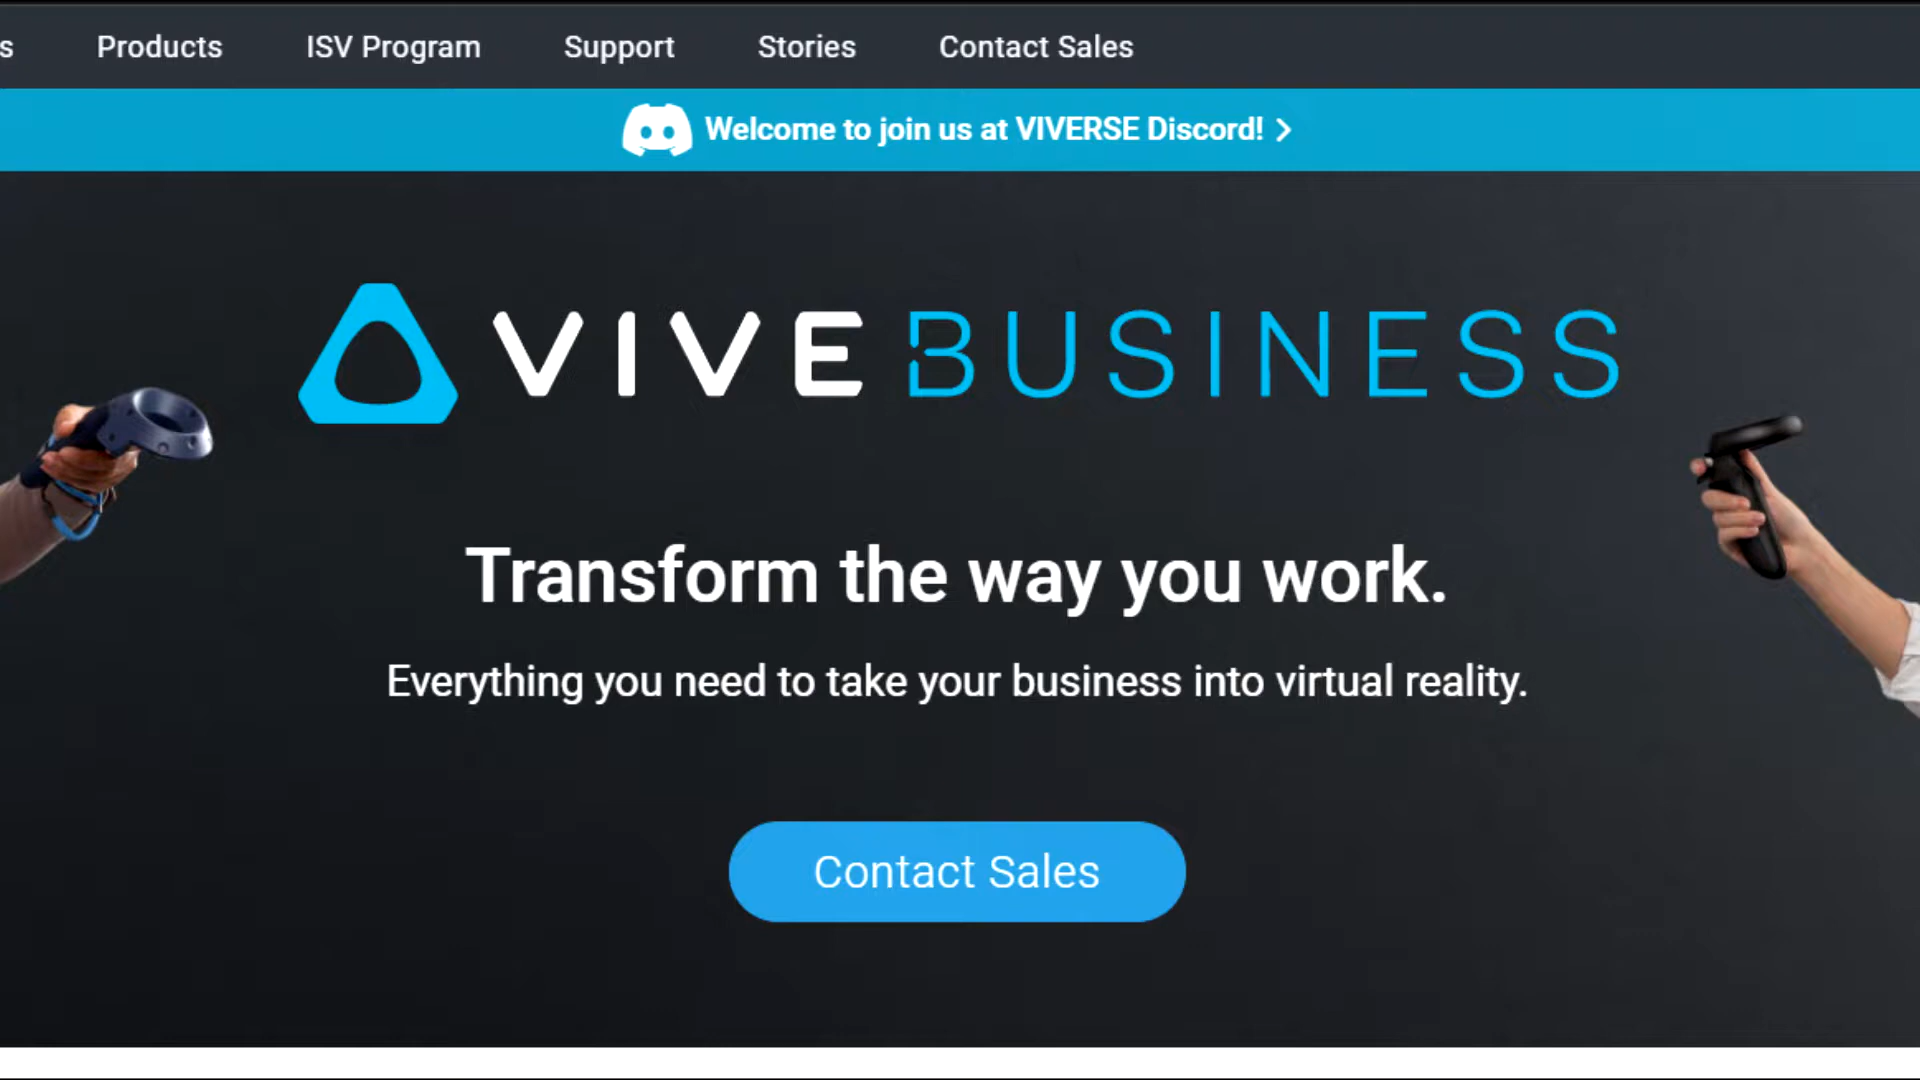 s Products ISV Program Support Stories Contact Sales
Welcome to join us at VIVERSE Discord!
VIVE BUSINESS
Transform the way you work.
Everything you need to take your business into virtual reality.
Contact Sales